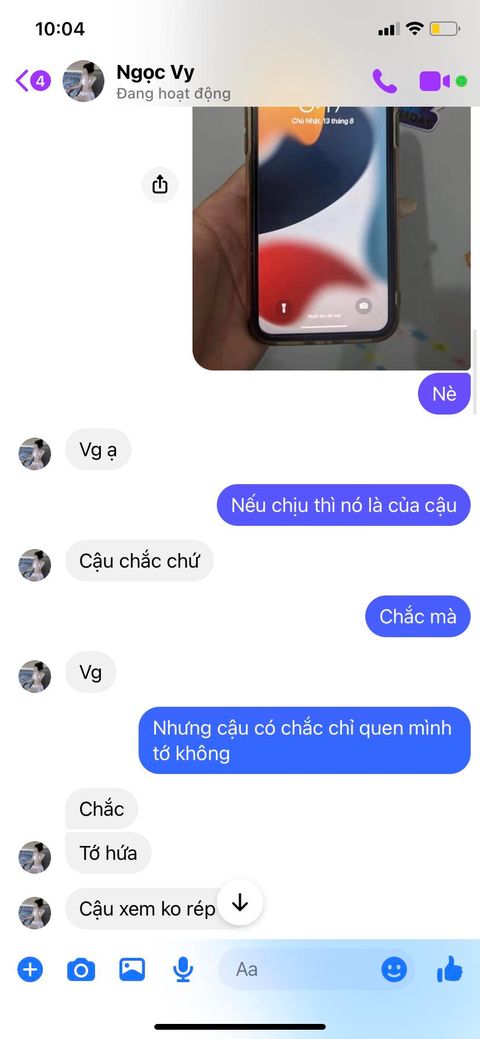 10:04
4
Ngọc Vy
Đang hoạt động
Chủ Nhật, 13 tháng 8
Nè
Vg ạ
Nếu chịu thì nó là của cậu
Cậu chắc chứ
Chắc mà
Vg
Nhưng cậu có chắc chỉ quen mình
tớ không
Chắc
Tớ hứa
Cậu xem ko rép
Aa